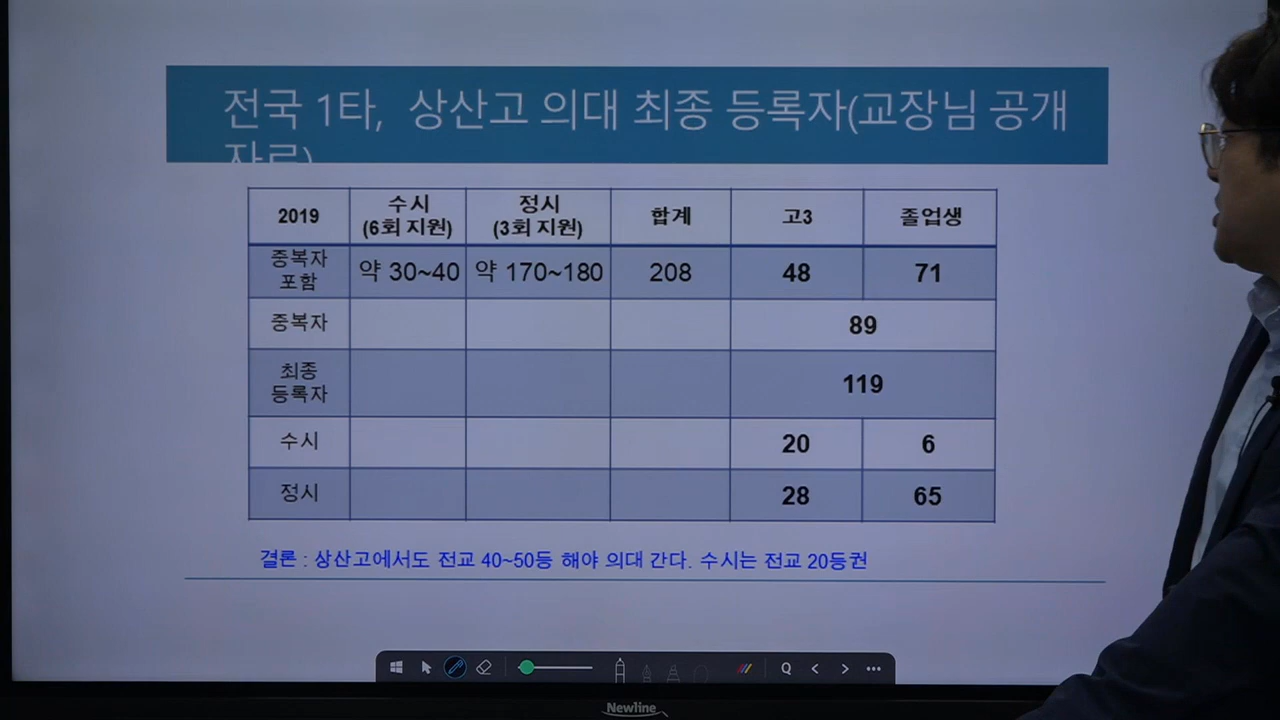 전국 1타, 상산고 의대 최종 등록자(교장님 공개
자료)
2019 수시 (6회 지원) 정시 (3회 지원) 합계 고3 졸업생
중복자 포함 약 30~40 약 170~180 208 48 71
중복자 89
최종 등록자 119
수시 20 6
정시 28 65
결론 : 상산고에서도 전교 40~50등 해야 의대 간다. 수시는 전교 20등권
Newline